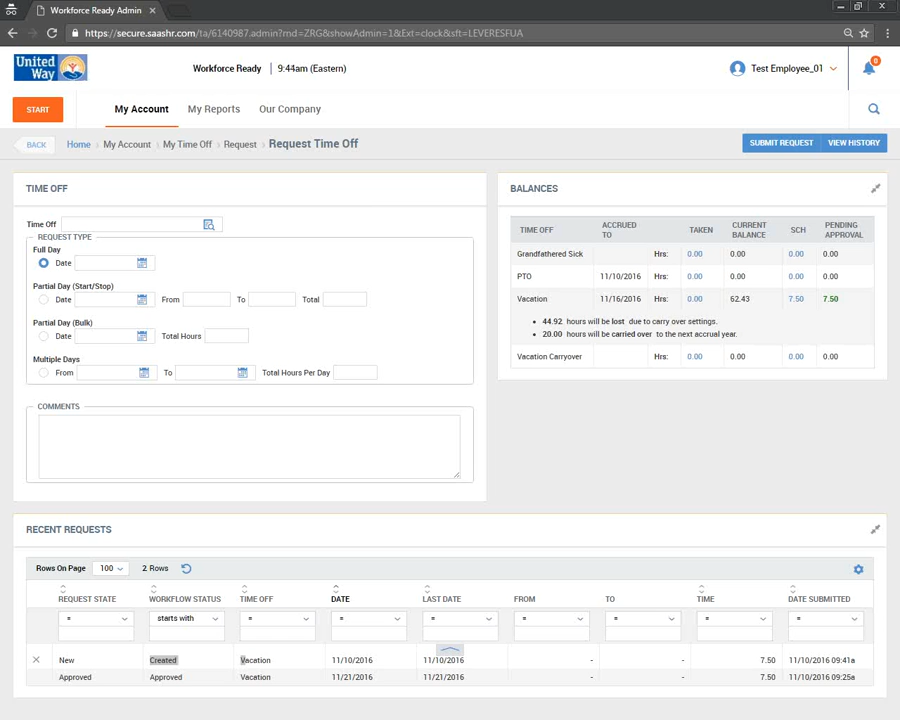 Workforce Ready Admin
https://secure.saashr.com/ta/6140987.admin?rnd=ZRG&showAdmin=1&Ext=clock&sft=LEVERESFUA
United Way
Workforce Ready | 9:44am (Eastern)
Test Employee_01
0
START
My Account My Reports Our Company
BACK Home › My Account › My Time Off › Request › Request Time Off
SUBMIT REQUEST VIEW HISTORY
TIME OFF
Time Off
REQUEST TYPE
Full Day
Date
Partial Day (Start/Stop)
Date From To Total
Partial Day (Bulk)
Date Total Hours
Multiple Days
From To Total Hours Per Day
COMMENTS
BALANCES
TIME OFF ACCRUED TO TAKEN CURRENT BALANCE SCH PENDING APPROVAL
Grandfathered Sick Hrs: 0.00 0.00 0.00 0.00
PTO 11/10/2016 Hrs: 0.00 0.00 0.00 0.00
Vacation 11/16/2016 Hrs: 0.00 62.43 7.50 7.50
• 44.92 hours will be lost due to carry over settings.
• 20.00 hours will be carried over to the next accrual year.
Vacation Carryover Hrs: 0.00 0.00 0.00 0.00
RECENT REQUESTS
Rows On Page 100 2 Rows
REQUEST STATE WORKFLOW STATUS TIME OFF DATE LAST DATE FROM TO TIME DATE SUBMITTED
= starts with = = = = = = =
New Created Vacation 11/10/2016 11/10/2016 - - 7.50 11/10/2016 09:41a
Approved Approved Vacation 11/21/2016 11/21/2016 - - 7.50 11/10/2016 09:25a